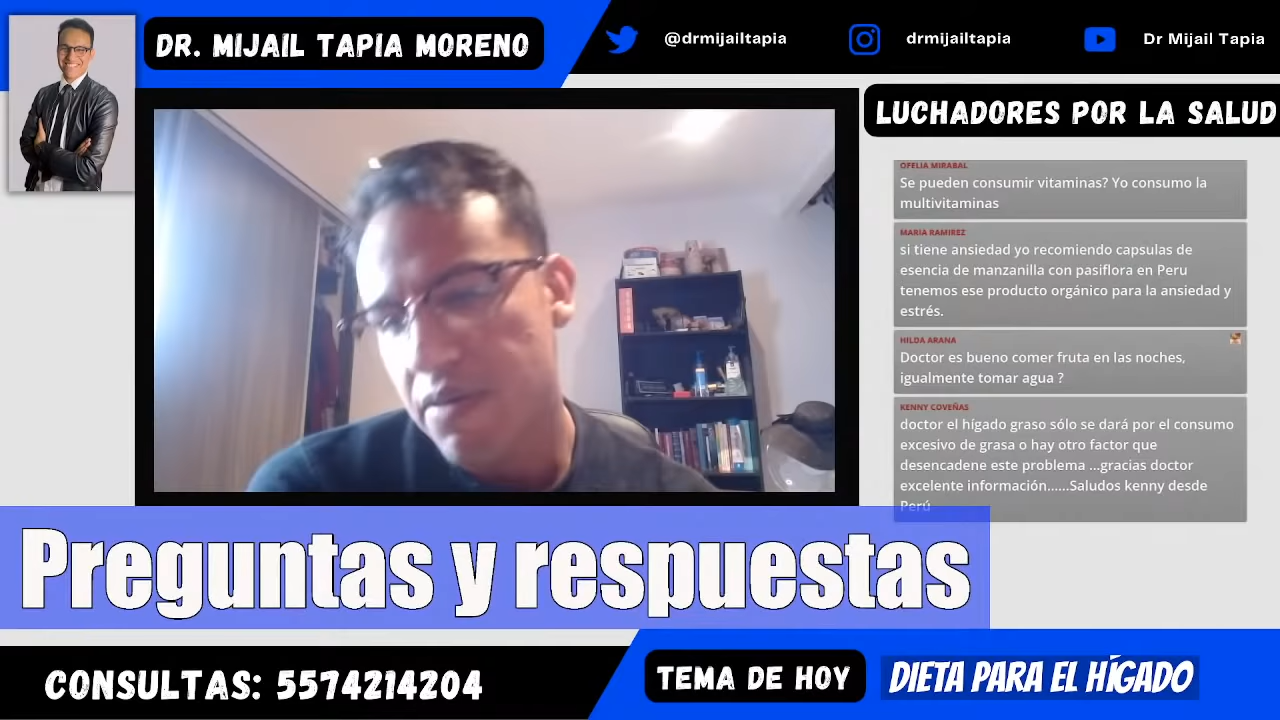 DR. MIJAIL TAPIA MORENO
@drmijailtapia
drmijailtapia
Dr Mijail Tapia
LUCHADORES POR LA SALUD
OFELIA MIRABAL
Se pueden consumir vitaminas? Yo consumo la
multivitaminas
MARIA RAMIREZ
si tiene ansiedad yo recomiendo capsulas de
esencia de manzanilla con pasiflora en Peru
tenemos ese producto orgánico para la ansiedad y
estrés.
HILDA ARANA
Doctor es bueno comer fruta en las noches,
igualmente tomar agua ?
KENNY COVEÑAS
doctor el hígado graso sólo se dará por el consumo
excesivo de grasa o hay otro factor que
desencadene este problema ...gracias doctor
excelente información......Saludos kenny desde
Perú
Preguntas y respuestas
CONSULTAS: 5574214204
TEMA DE HOY
DIETA PARA EL HÍGADO